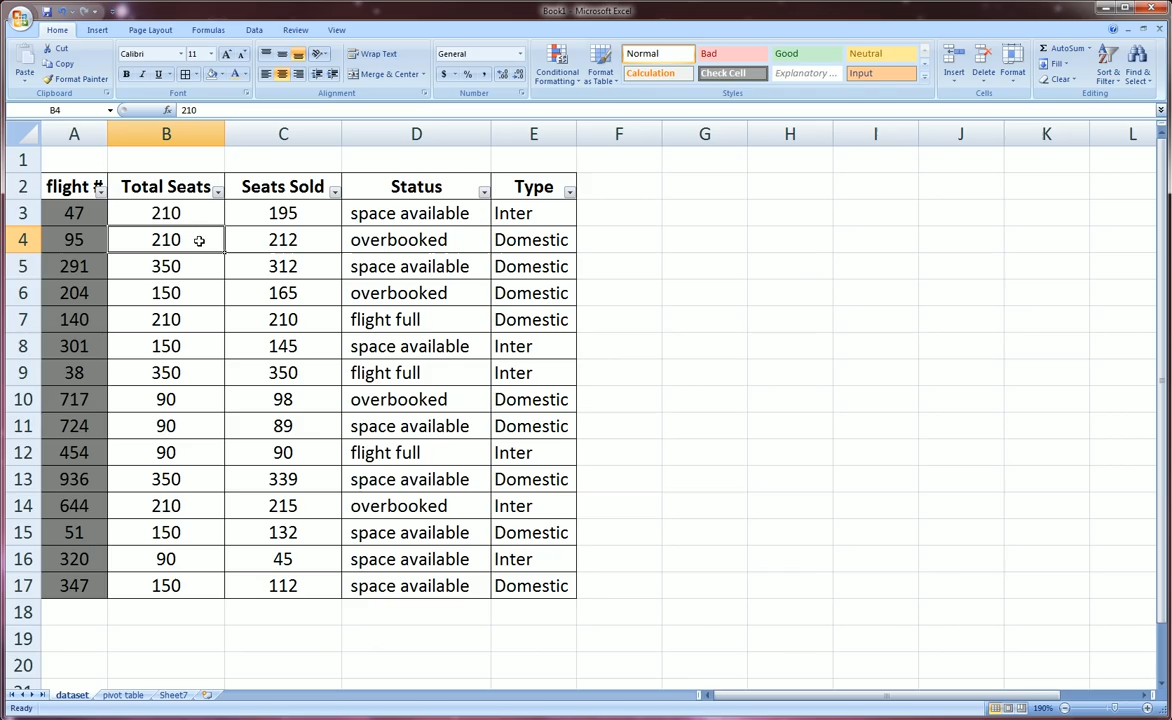 Book1 - Microsoft Excel
Home Insert Page Layout Formulas Data Review View
Paste
Cut
Copy
Format Painter
Clipboard
Calibri 11
B I U
Font
Wrap Text
Merge & Center
Alignment
General
$ % ,
Number
Conditional Formatting
Format as Table
Normal Bad Good Neutral
Calculation Check Cell Explanatory ... Input
Styles
Insert Delete Format
Cells
AutoSum
Fill
Clear
Sort & Filter
Find & Select
Editing
B4 fx 210
A B C D E F G H I J K L
1
2 flight # Total Seats Seats Sold Status Type
3 47 210 195 space available Inter
4 95 210 212 overbooked Domestic
5 291 350 312 space available Domestic
6 204 150 165 overbooked Domestic
7 140 210 210 flight full Domestic
8 301 150 145 space available Inter
9 38 350 350 flight full Inter
10 717 90 98 overbooked Domestic
11 724 90 89 space available Domestic
12 454 90 90 flight full Inter
13 936 350 339 space available Domestic
14 644 210 215 overbooked Inter
15 51 150 132 space available Domestic
16 320 90 45 space available Inter
17 347 150 112 space available Domestic
18
19
20
dataset pivot table Sheet7
Ready 190%